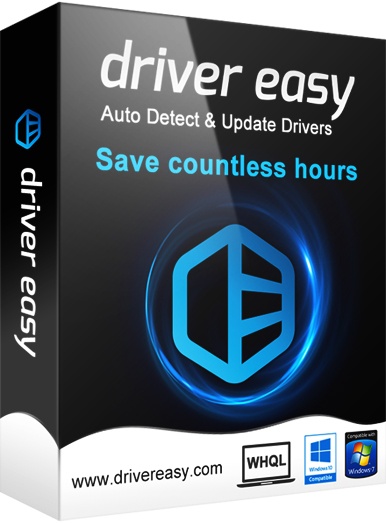 driver easy
Auto Detect & Update Drivers
Save countless hours
driver easy
www.drivereasy.com
WHQL
Windows 10
Compatible
Compatible with
Windows 7